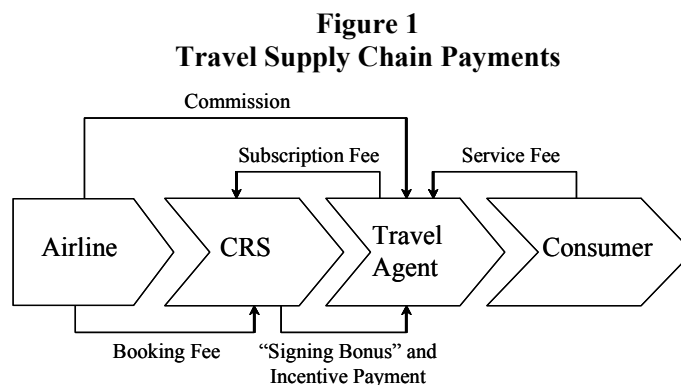 Figure 1
Travel Supply Chain Payments
Commission
Subscription Fee
Service Fee
Airline
CRS
Travel
Agent
Consumer
Booking Fee
“Signing Bonus” and
Incentive Payment